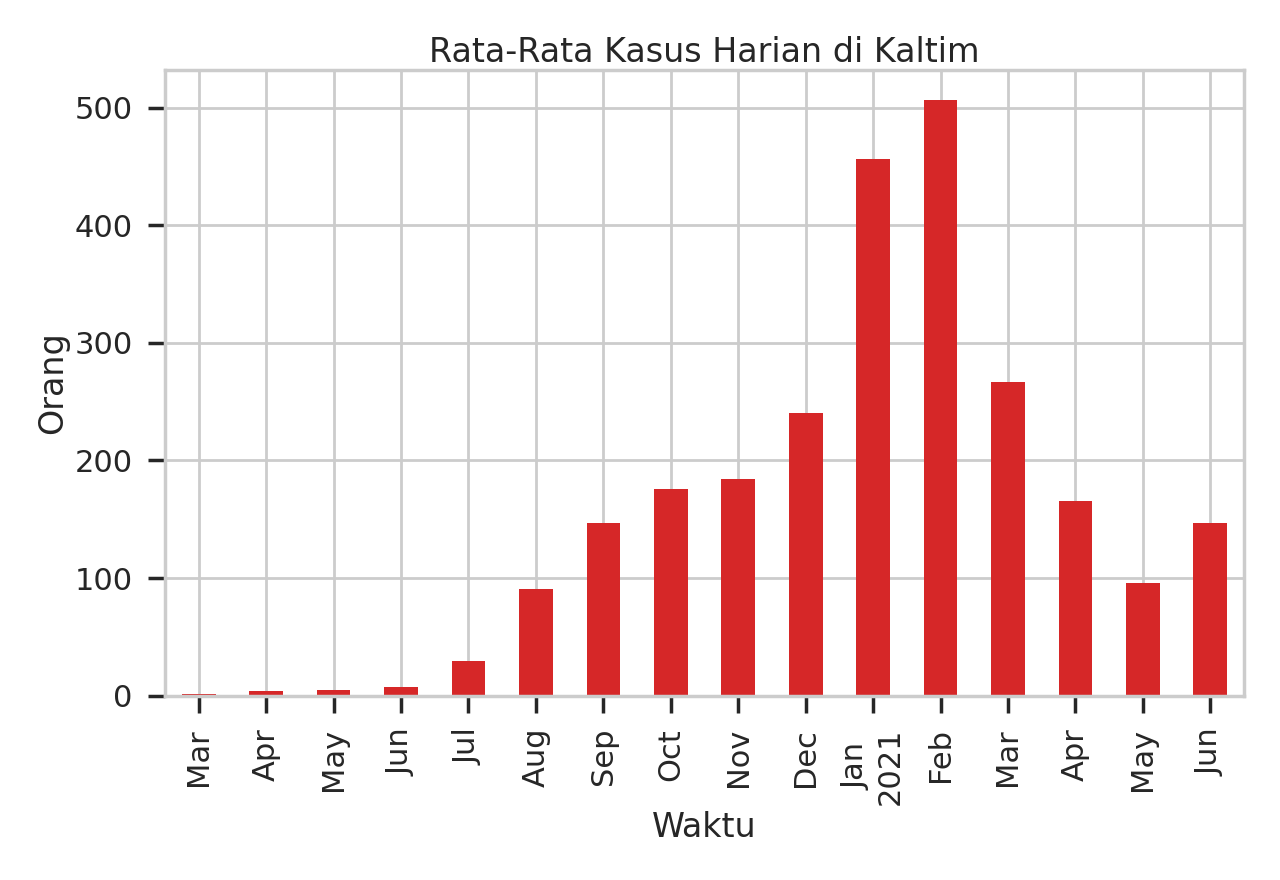 Rata-Rata Kasus Harian di Kaltim
Orang
500
400
300
200
100
0
Mar
Apr
May
Jun
Jul
Aug
Sep
Oct
Nov
Dec
Jan
2021
Feb
Mar
Apr
May
Jun
Waktu